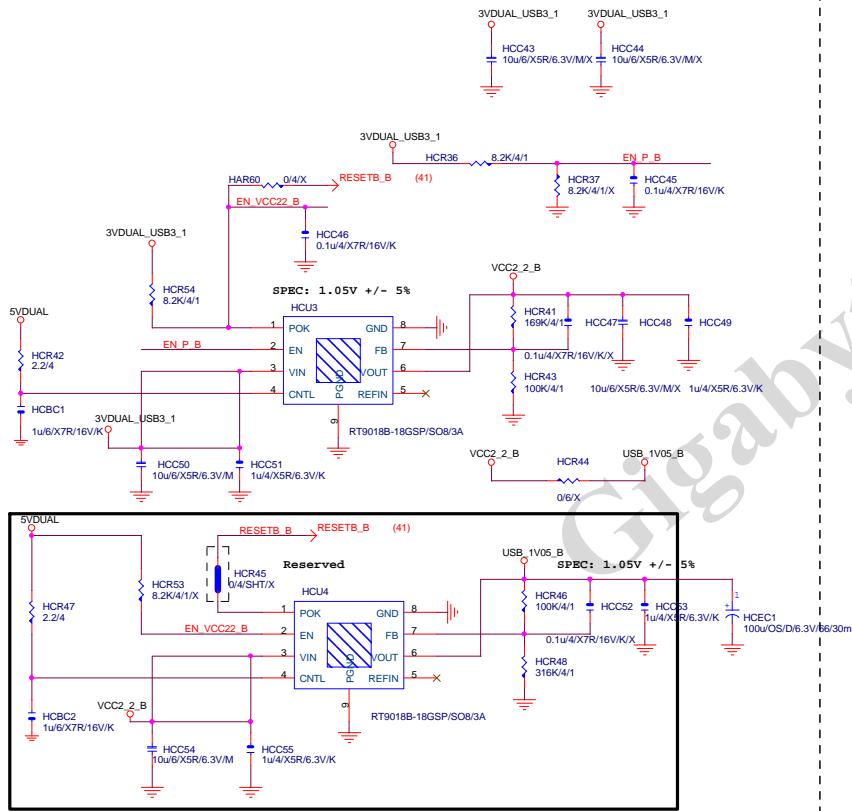 3VDUAL_USB3_1
3VDUAL_USB3_1
HCC43
10u/6/X5R/6.3V/M/X
HCC44
10u/6/X5R/6.3V/M/X
3VDUAL_USB3_1
HCR36
8.2K/4/1
EN_P_B
HAR60
0/4/X
RESETB_B
(41)
HCR37
8.2K/4/1/X
HCC45
0.1u/4/X7R/16V/K
EN_VCC22_B
HCC46
0.1u/4/X7R/16V/K
3VDUAL_USB3_1
HCR54
8.2K/4/1
SPEC: 1.05V +/- 5%
VCC2_2_B
5VDUAL
HCU3
HCR41
169K/4/1
HCC47
HCC48
HCC49
1
POK
GND
8
EN_P_B
2
EN
FB
7
HCR42
2.2/4
3
VIN
VOUT
6
0.1u/4/X7R/16V/K/X
4
CNTL
PGND
REFIN
5
HCR43
100K/4/1
10u/6/X5R/6.3V/M/X
1u/4/X5R/6.3V/K
HCBC1
1u/6/X7R/16V/K
3VDUAL_USB3_1
9
RT9018B-18GSP/SO8/3A
HCC50
10u/6/X5R/6.3V/M
HCC51
1u/4/X5R/6.3V/K
VCC2_2_B
HCR44
USB_1V05_B
0/6/X
Gigaby
5VDUAL
RESETB_B
RESETB_B
(41)
HCR53
8.2K/4/1/X
HCR45
0/4/SHT/X
Reserved
USB_1V05_B
SPEC: 1.05V +/- 5%
HCR47
2.2/4
HCU4
HCR46
100K/4/1
HCC52
HCC53
1u/4/X5R/6.3V/K
1
HCEC1
100u/OS/D/6.3V/66/30m
1
POK
GND
8
EN_VCC22_B
2
EN
FB
7
0.1u/4/X7R/16V/K/X
3
VIN
VOUT
6
HCR48
316K/4/1
4
CNTL
PGND
REFIN
5
HCBC2
1u/6/X7R/16V/K
VCC2_2_B
9
RT9018B-18GSP/SO8/3A
HCC54
10u/6/X5R/6.3V/M
HCC55
1u/4/X5R/6.3V/K